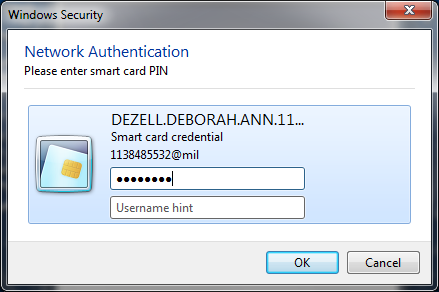 Windows Security
Network Authentication
Please enter smart card PIN
DEZELL.DEBORAH.ANN.11...
Smart card credential
1138485532@mil
●●●●●●●●
Username hint
OK
Cancel